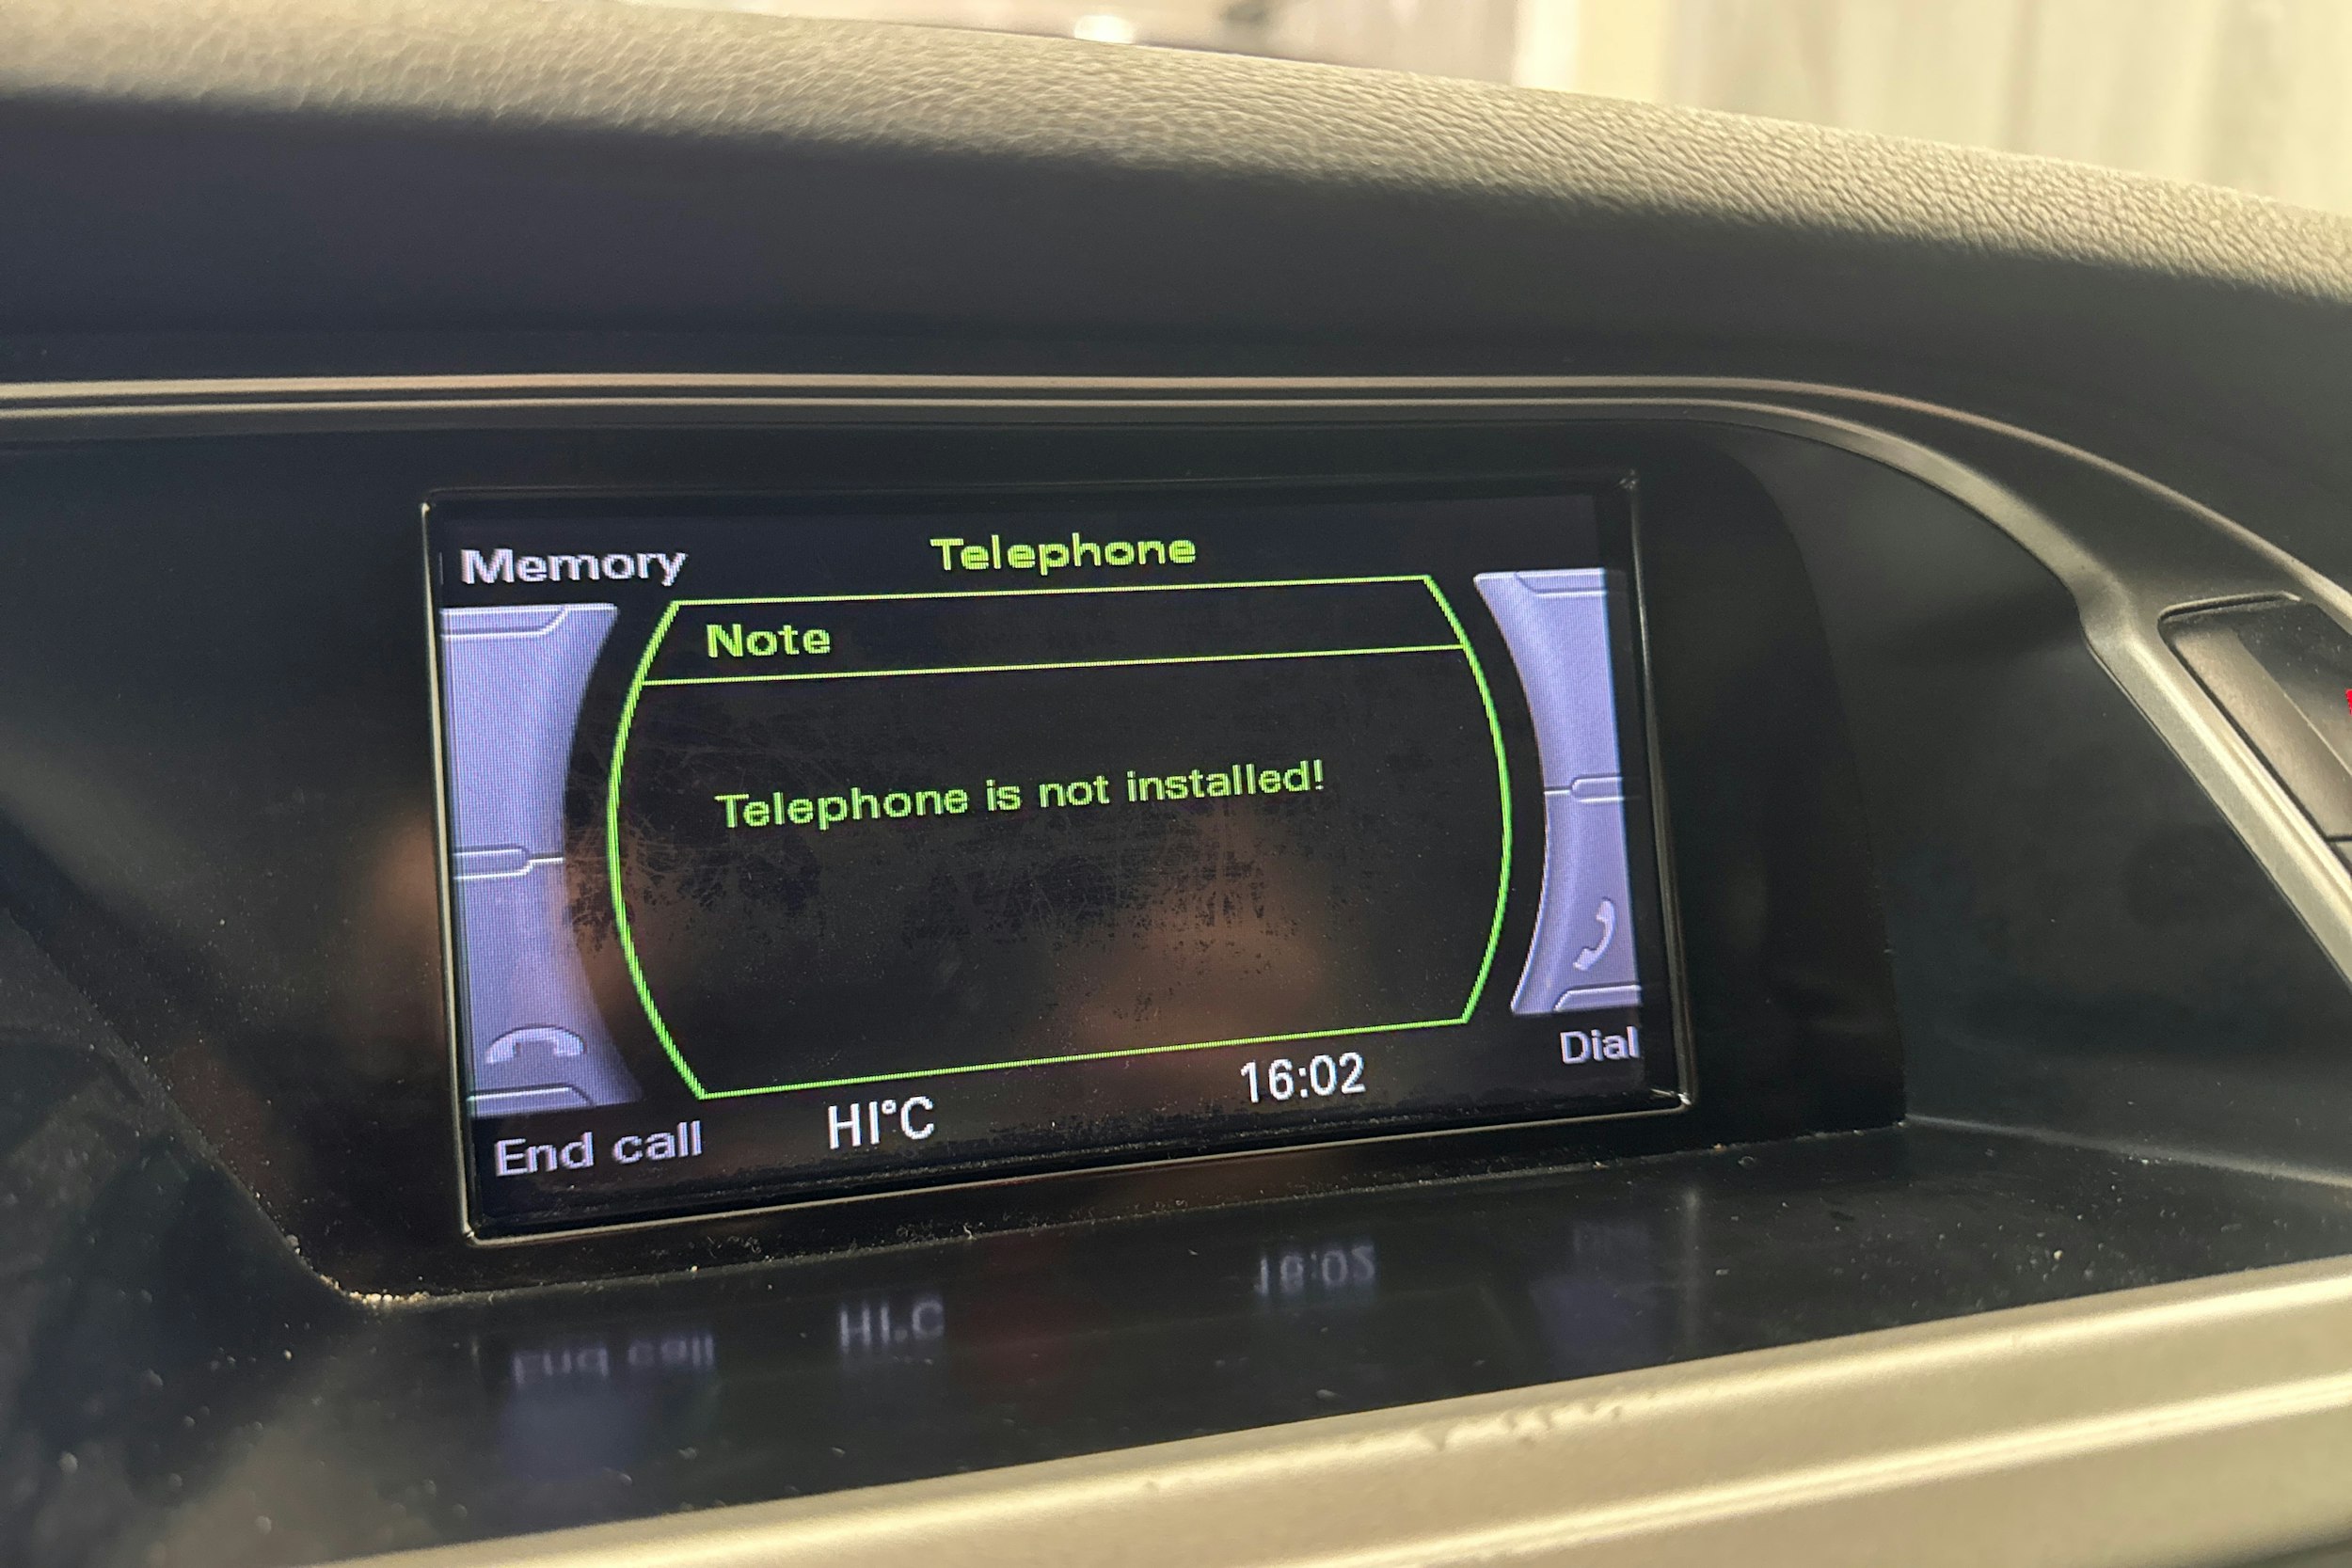 Memory
Telephone
Note
Telephone is not installed!
Dial
End call
HI°C
16:02